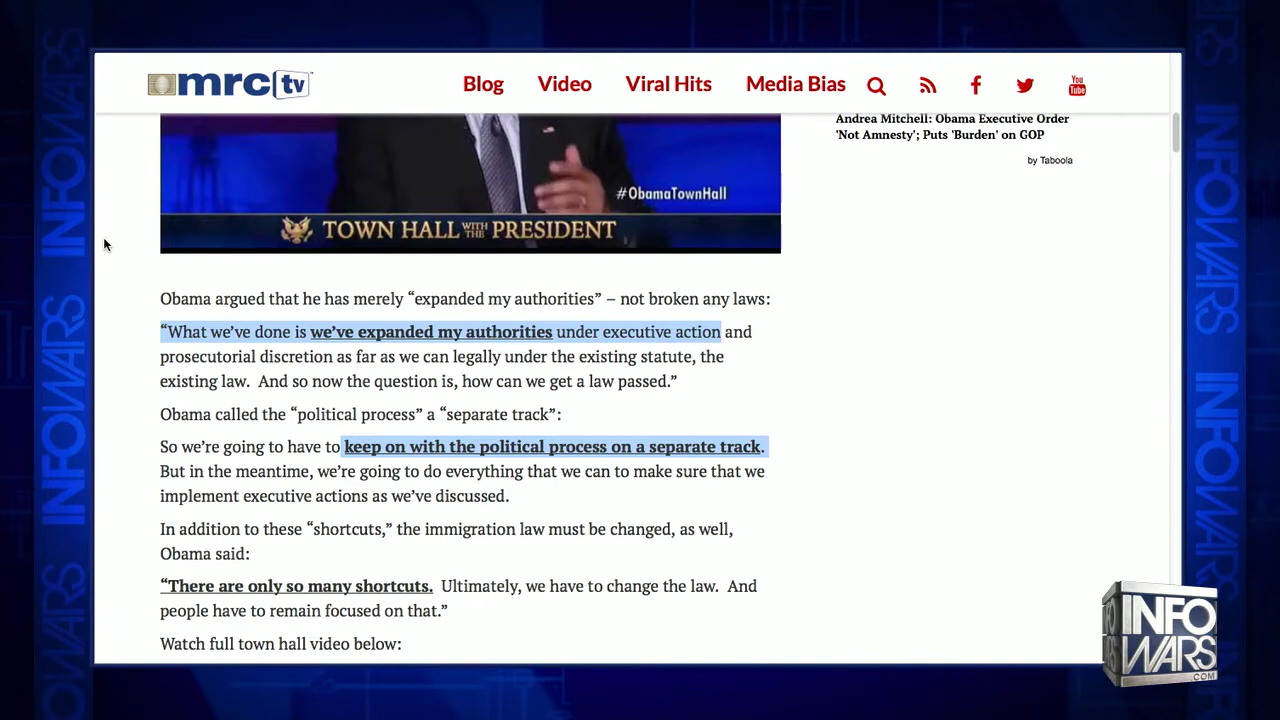 mrc tv
Blog
Video
Viral Hits
Media Bias
You
Tube
Andrea Mitchell: Obama Executive Order
'Not Amnesty'; Puts 'Burden' on GOP
by Taboola
#ObamaTownHall
TOWN HALL WITH THE PRESIDENT
Obama argued that he has merely “expanded my authorities” – not broken any laws:
“What we’ve done is we’ve expanded my authorities under executive action and
prosecutorial discretion as far as we can legally under the existing statute, the
existing law.  And so now the question is, how can we get a law passed.”
Obama called the “political process” a “separate track”:
So we’re going to have to keep on with the political process on a separate track.
But in the meantime, we’re going to do everything that we can to make sure that we
implement executive actions as we’ve discussed.
In addition to these “shortcuts,” the immigration law must be changed, as well,
Obama said:
“There are only so many shortcuts.  Ultimately, we have to change the law.  And
people have to remain focused on that.”
Watch full town hall video below:
INFOWARS
INFOWARS
INFOWARS
INFOWARS
INFO
WARS
.COM